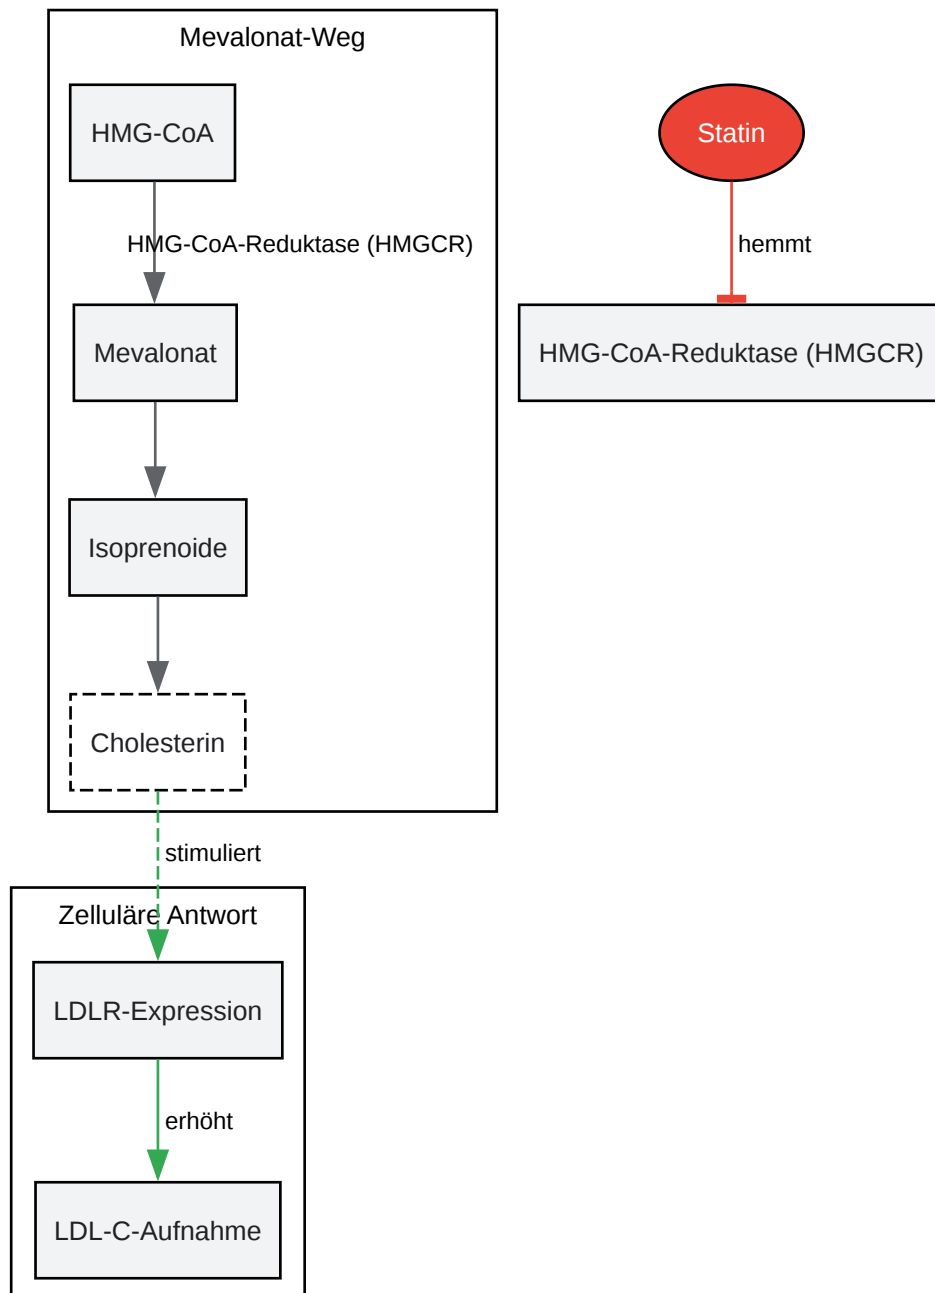 Mevalonat-Weg
HMG-CoA
Statin
HMG-CoA-Reduktase (HMGCR)
hemmt
Mevalonat
HMG-CoA-Reduktase (HMGCR)
Isoprenoide
Cholesterin
stimuliert
Zelluläre Antwort
LDLR-Expression
erhöht
LDL-C-Aufnahme